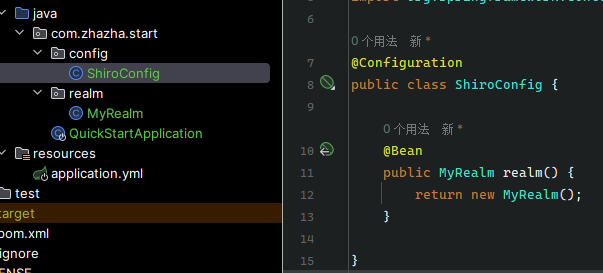 java
com.zhazha.start
config
ShiroConfig
realm
MyRealm
QuickStartApplication
resources
application.yml
test
target
pom.xml
ignore
6
0 个用法 新 *
7 @Configuration
8 public class ShiroConfig {
9
0 个用法 新 *
10 @Bean
11 public MyRealm realm() {
12 return new MyRealm();
13 }
14
15 }